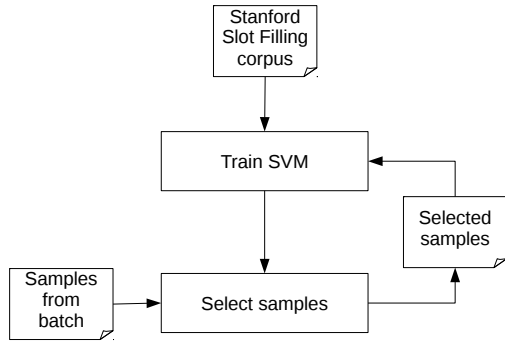 Stanford
Slot Filling
corpus
Train SVM
Selected
samples
Samples
from
batch
Select samples